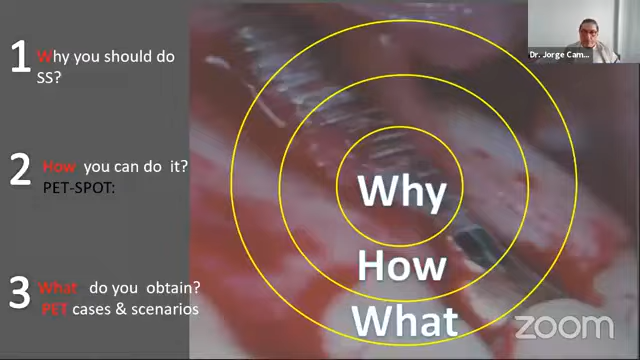 1 Why you should do
SS?
2 How you can do it?
PET-SPOT:
3 What do you obtain?
PET cases & scenarios
Why
How
What
Dr. Jorge Cam...
zoom